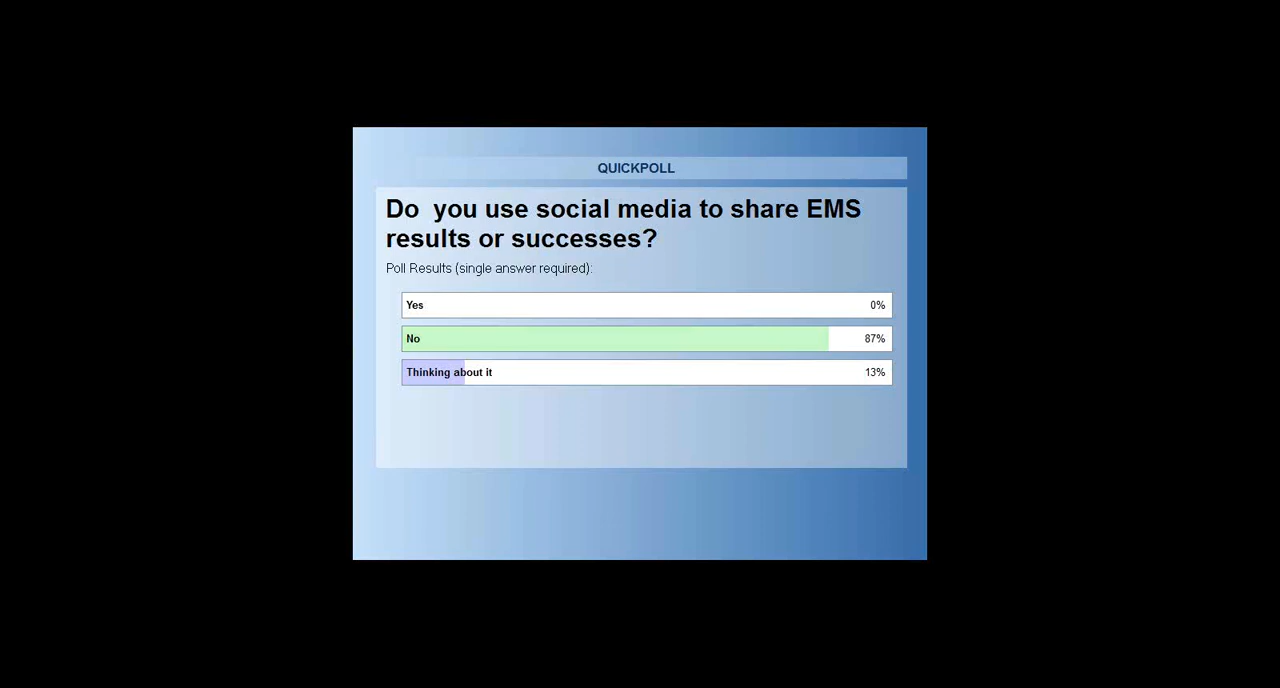 QUICKPOLL
Do  you use social media to share EMS
results or successes?
Poll Results (single answer required):
Yes 0%
No 87%
Thinking about it 13%